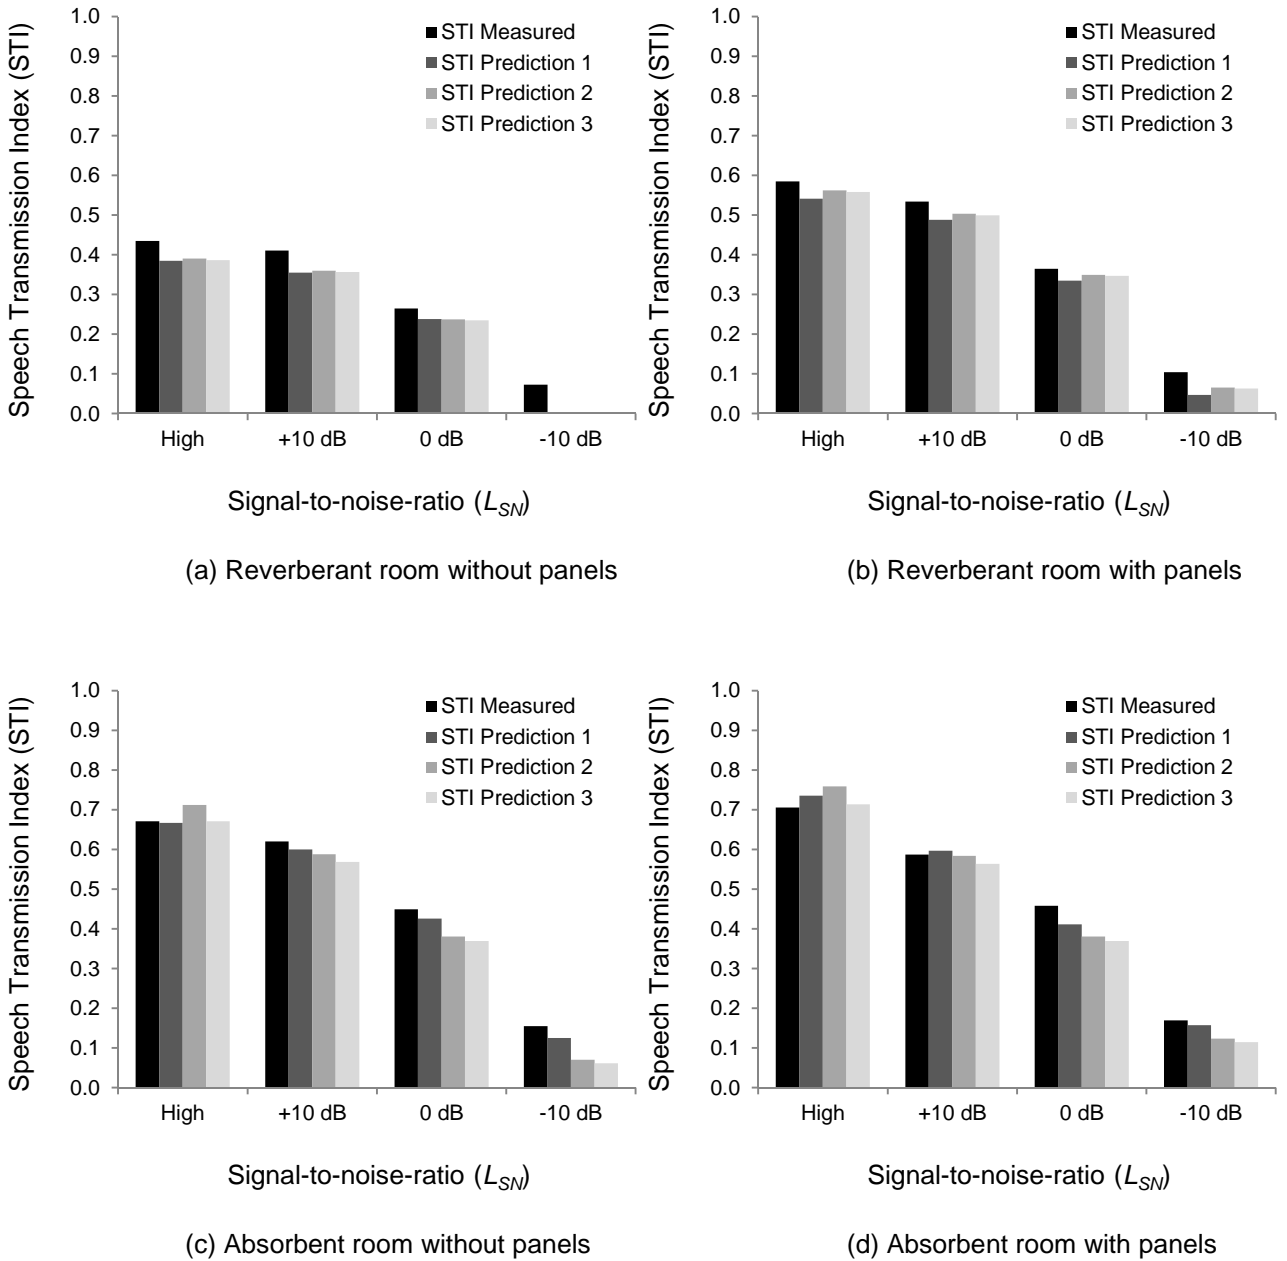 Speech Transmission Index (STI)
1.0
0.9
0.8
0.7
0.6
0.5
0.4
0.3
0.2
0.1
0.0
STI Measured
STI Prediction 1
STI Prediction 2
STI Prediction 3
High +10 dB 0 dB -10 dB
Signal-to-noise-ratio (LSN)
(a) Reverberant room without panels
Speech Transmission Index (STI)
1.0
0.9
0.8
0.7
0.6
0.5
0.4
0.3
0.2
0.1
0.0
STI Measured
STI Prediction 1
STI Prediction 2
STI Prediction 3
High +10 dB 0 dB -10 dB
Signal-to-noise-ratio (LSN)
(b) Reverberant room with panels
Speech Transmission Index (STI)
1.0
0.9
0.8
0.7
0.6
0.5
0.4
0.3
0.2
0.1
0.0
STI Measured
STI Prediction 1
STI Prediction 2
STI Prediction 3
High +10 dB 0 dB -10 dB
Signal-to-noise-ratio (LSN)
(c) Absorbent room without panels
Speech Transmission Index (STI)
1.0
0.9
0.8
0.7
0.6
0.5
0.4
0.3
0.2
0.1
0.0
STI Measured
STI Prediction 1
STI Prediction 2
STI Prediction 3
High +10 dB 0 dB -10 dB
Signal-to-noise-ratio (LSN)
(d) Absorbent room with panels